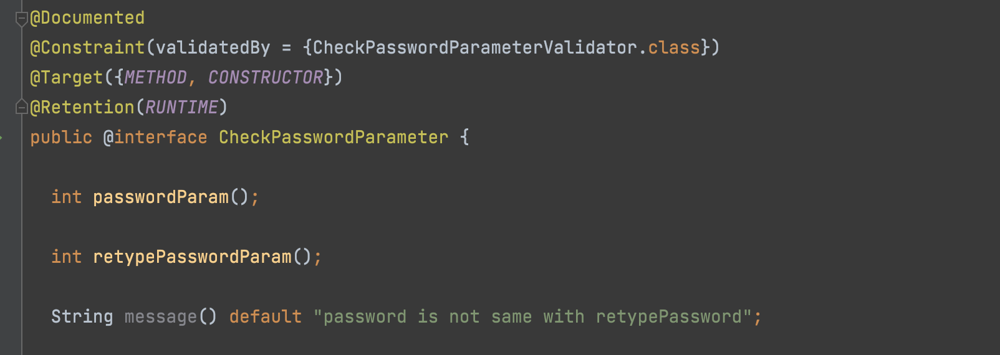 @Documented
@Constraint(validatedBy = {CheckPasswordParameterValidator.class})
@Target({METHOD, CONSTRUCTOR})
@Retention(RUNTIME)
public @interface CheckPasswordParameter {
int passwordParam();
int retypePasswordParam();
String message() default "password is not same with retypePassword";